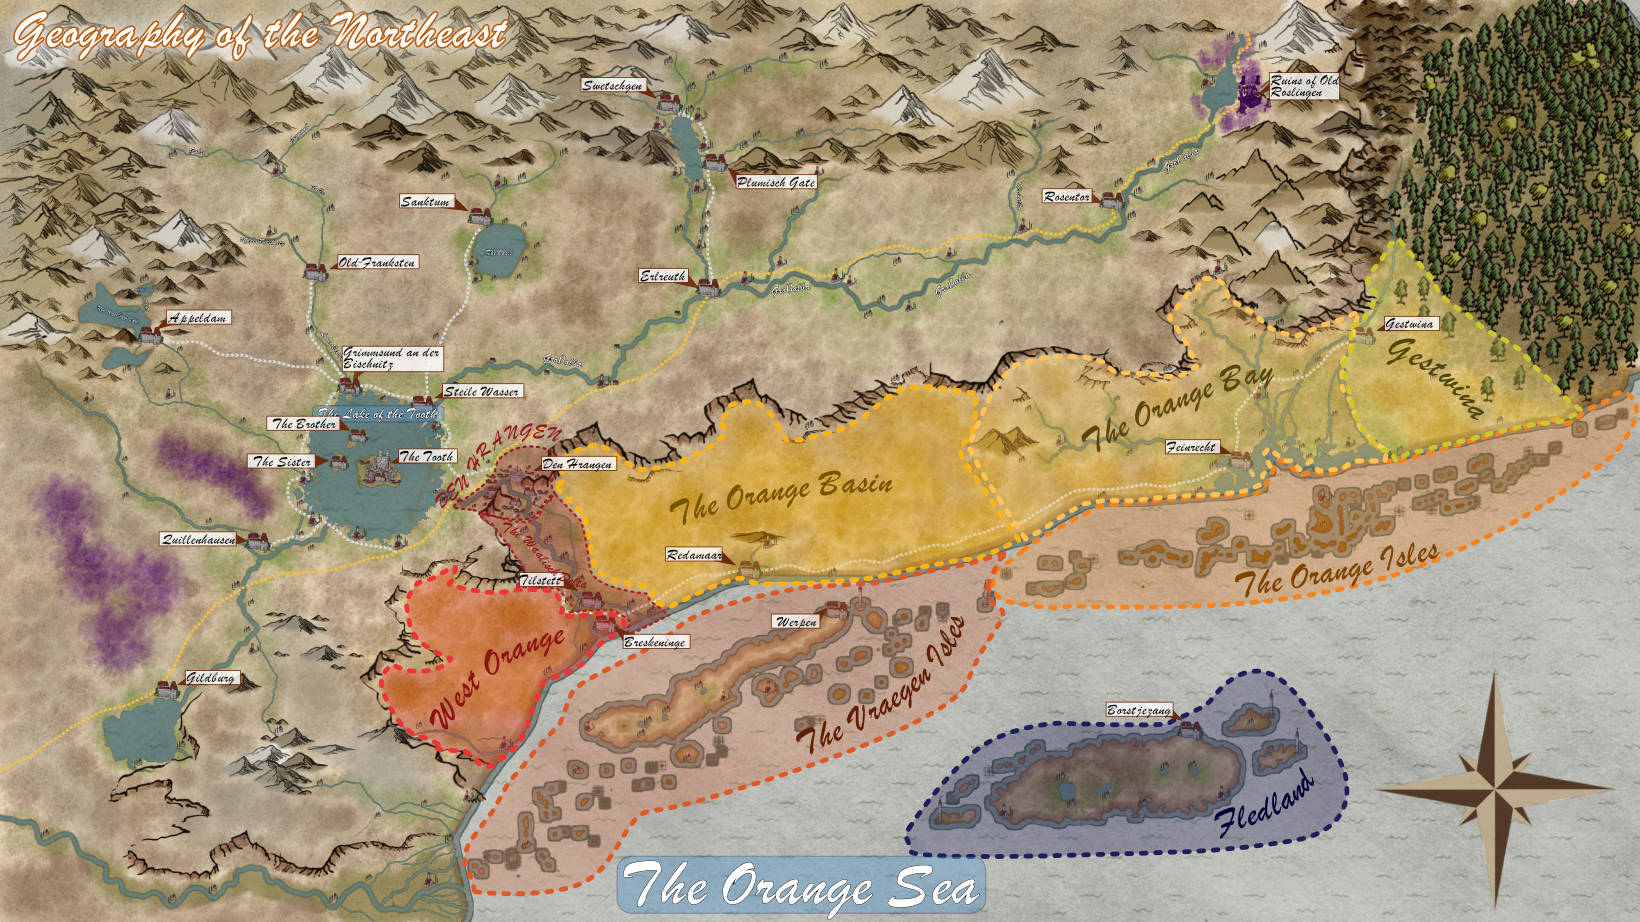 Geography of the Northeast
Swetschgen
Ruins of Old
Roslingen
Plumisch Gate
Sanktum
Rosentor
Old-Franksten
Erlreuth
Appeldam
Gestwina
Grimmsund an der
Bischnitz
Gestwina
Steile Wasser
The Orange Bay
The Lake of the Tooth
The Brother
DEN HRANGEN
Feinrecht
The Sister
The Tooth
Den Hrangen
The Orange Basin
Quillenhausen
Redamaar
The Orange Isles
Tilstett
Werpen
Breskeninge
West Orange
The Vraegen Isles
Gildburg
Borstjezang
Fledland
The Orange Sea